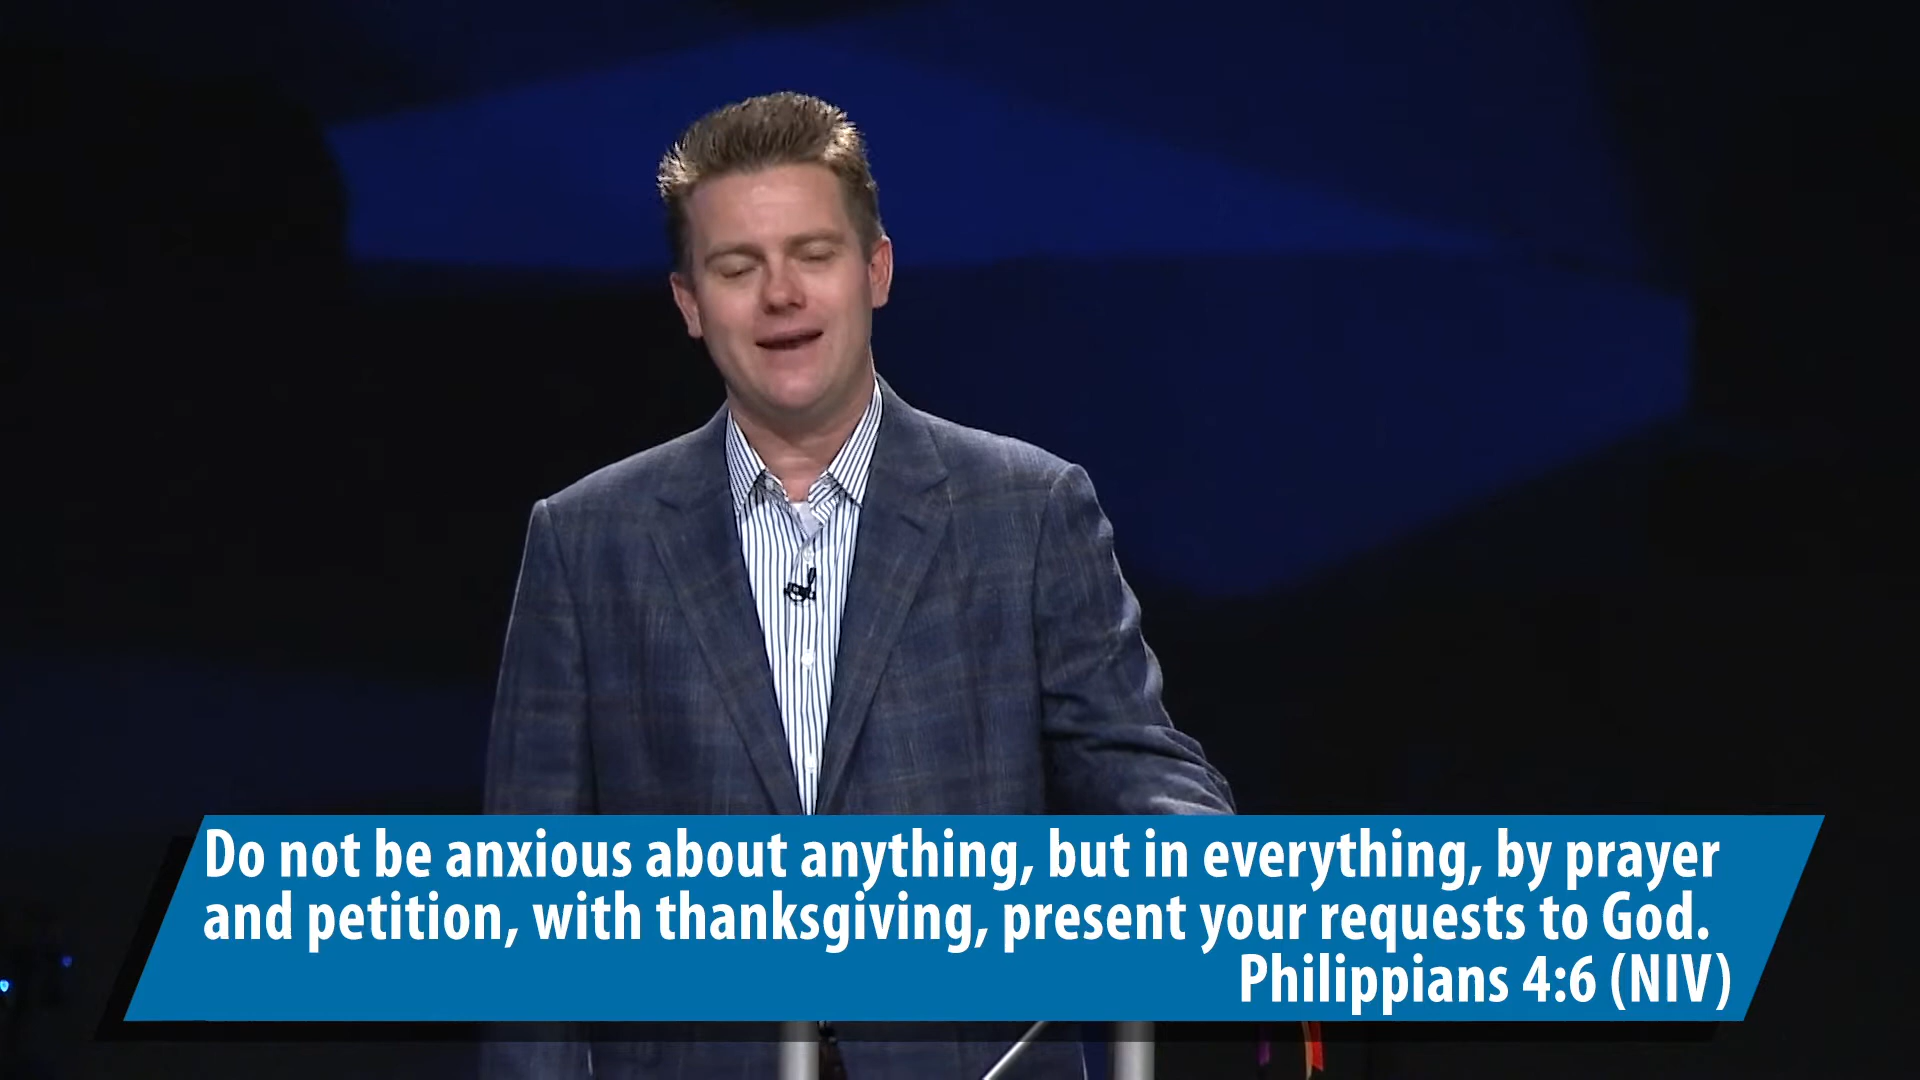 Do not be anxious about anything, but in everything, by prayer
and petition, with thanksgiving, present your requests to God.
Philippians 4:6 (NIV)